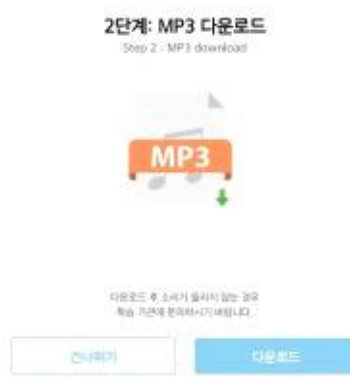 2단계: MP3 다운로드
Step 2 - MP3 download
MP3
다운로드 후 소리가 들리지 않는 경우
학습 기관에 문의하시기 바랍니다.
건너뛰기
다운로드